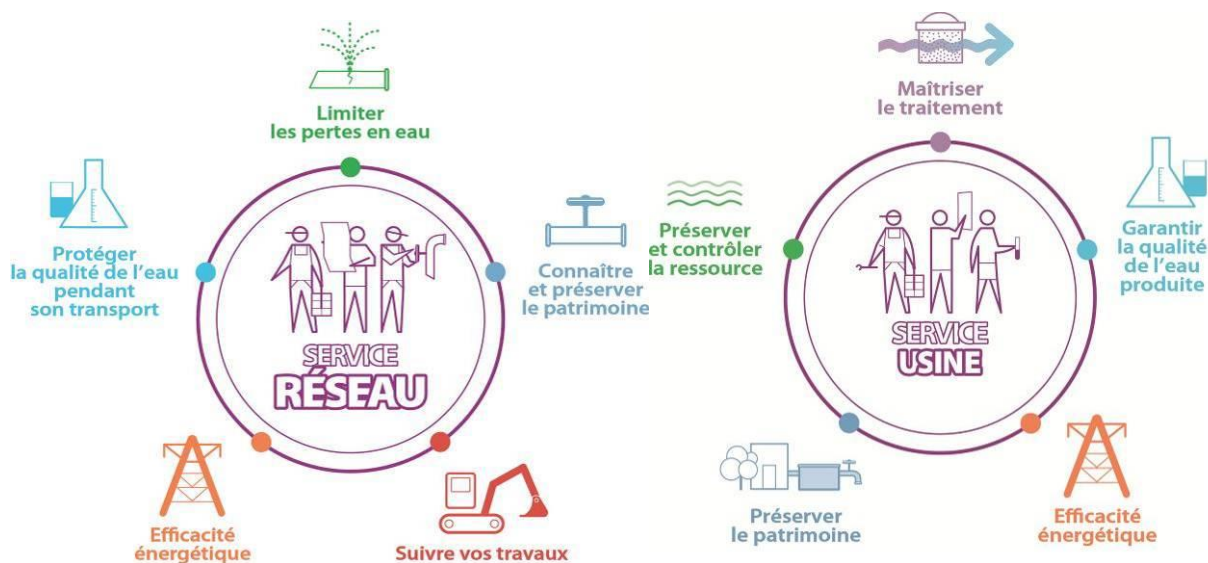 Limiter
les pertes en eau
Protéger
la qualité de l'eau
pendant
son transport
Connaître
et préserver
le patrimoine
SERVICE
RÉSEAU
Efficacité
énergétique
Suivre vos travaux
Maîtriser
le traitement
Préserver
et contrôler
la ressource
Garantir
la qualité
de l'eau
produite
SERVICE
USINE
Préserver
le patrimoine
Efficacité
énergétique